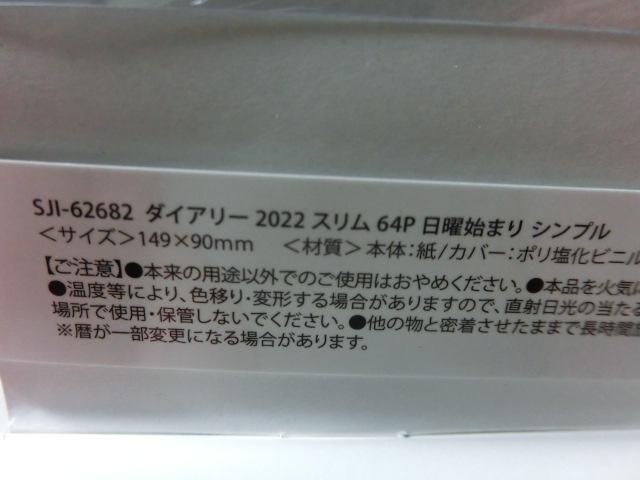 SJI-62682 ダイアリー 2022 スリム 64P 日曜始まり シンプル
＜サイズ＞149×90mm ＜材質＞本体：紙/カバー：ポリ塩化ビニル
【ご注意】●本来の用途以外でのご使用はおやめください。●本品を火気に
●温度等により、色移り・変形する場合がありますので、直射日光の当たる
場所で使用・保管しないでください。●他の物と密着させたままで長時間
※暦が一部変更になる場合があります。